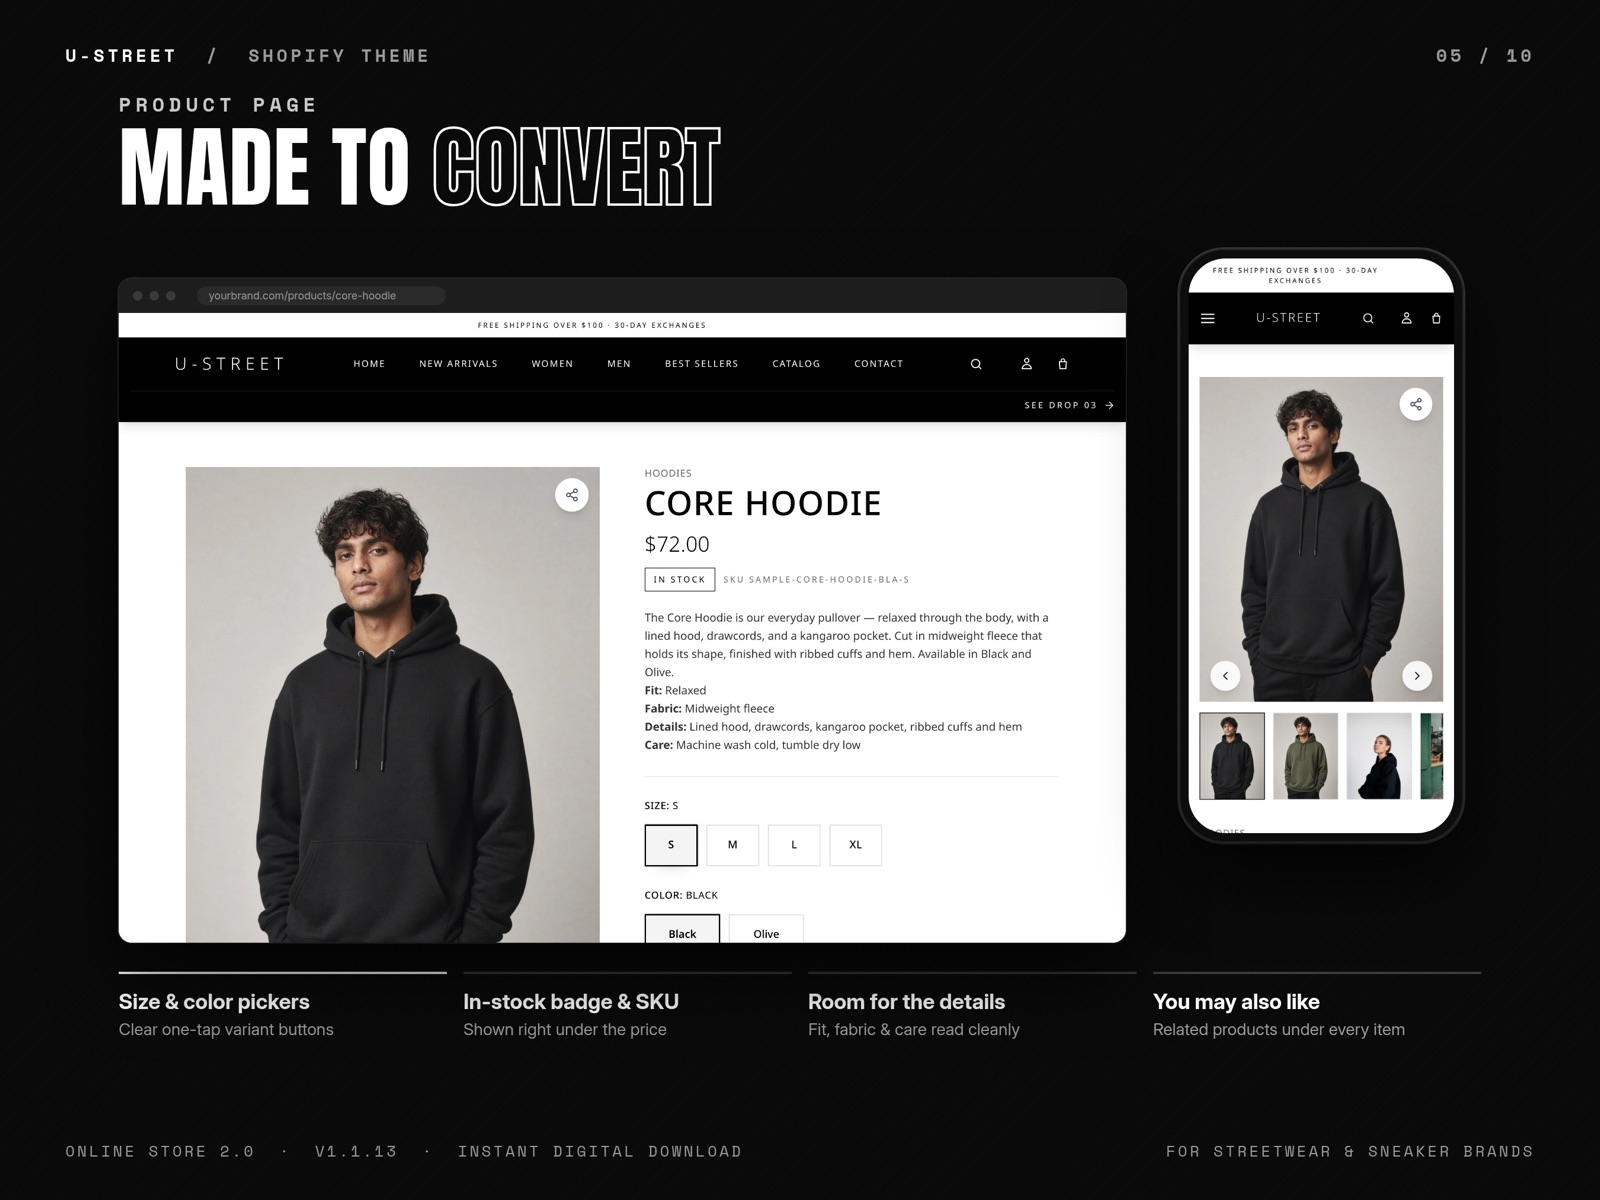 U-STREET / SHOPIFY THEME
05 / 10
PRODUCT PAGE
MADE TO CONVERT
yourbrand.com/products/core-hoodie
FREE SHIPPING OVER $100 · 30-DAY EXCHANGES
U-STREET
HOME
NEW ARRIVALS
WOMEN
MEN
BEST SELLERS
CATALOG
CONTACT
SEE DROP 03 →
HOODIES
CORE HOODIE
$72.00
IN STOCK
SKU SAMPLE-CORE-HOODIE-BLA-S
The Core Hoodie is our everyday pullover — relaxed through the body, with a
lined hood, drawcords, and a kangaroo pocket. Cut in midweight fleece that
holds its shape, finished with ribbed cuffs and hem. Available in Black and
Olive.
Fit: Relaxed
Fabric: Midweight fleece
Details: Lined hood, drawcords, kangaroo pocket, ribbed cuffs and hem
Care: Machine wash cold, tumble dry low
SIZE: S
S
M
L
XL
COLOR: BLACK
Black
Olive
FREE SHIPPING OVER $100 · 30-DAY
EXCHANGES
U-STREET
Size & color pickers
Clear one-tap variant buttons
In-stock badge & SKU
Shown right under the price
Room for the details
Fit, fabric & care read cleanly
You may also like
Related products under every item
ONLINE STORE 2.0 · V1.1.13 · INSTANT DIGITAL DOWNLOAD
FOR STREETWEAR & SNEAKER BRANDS